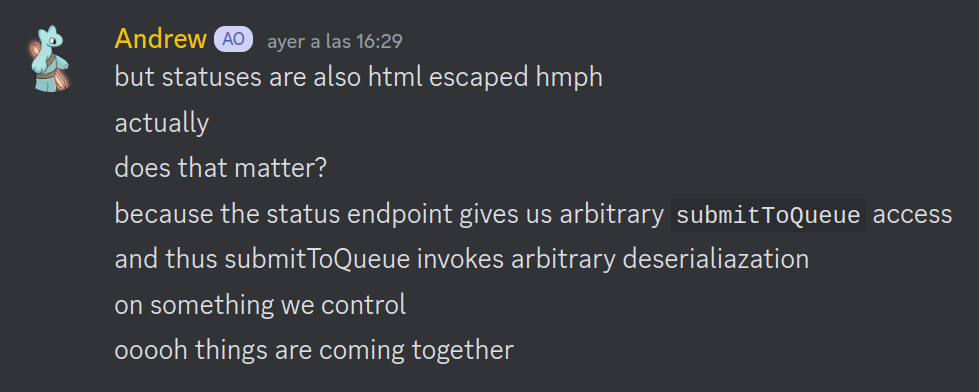 Andrew AO ayer a las 16:29
but statuses are also html escaped hmph
actually
does that matter?
because the status endpoint gives us arbitrary submitToQueue access
and thus submitToQueue invokes arbitrary deserialiazation
on something we control
ooooh things are coming together